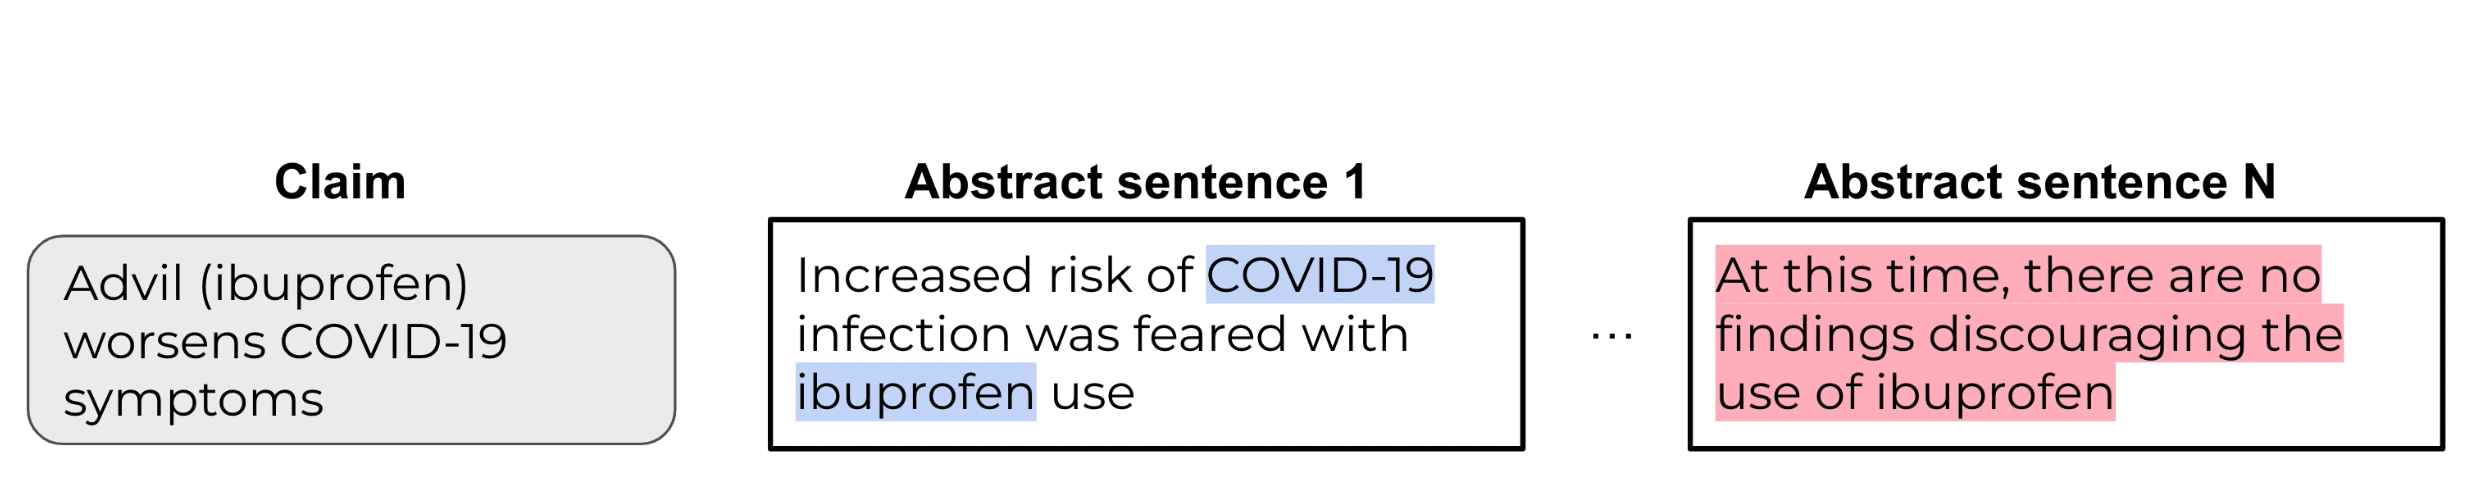 Claim
Advil (ibuprofen)
worsens COVID-19
symptoms
Abstract sentence 1
Increased risk of COVID-19
infection was feared with
ibuprofen use
...
Abstract sentence N
At this time, there are no
findings discouraging the
use of ibuprofen